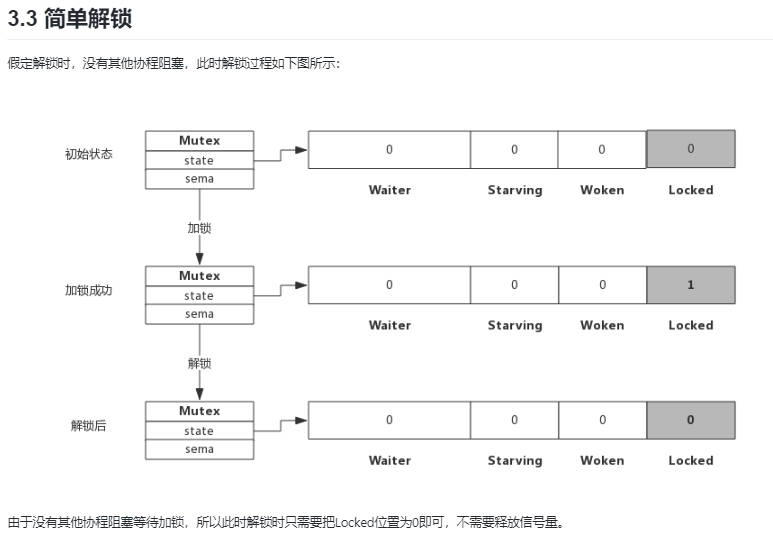 3.3 简单解锁
假定解锁时，没有其他协程阻塞，此时解锁过程如下图所示：
初始状态
Mutex
state
sema
0 0 0 0
Waiter Starving Woken Locked
加锁
加锁成功
Mutex
state
sema
0 0 0 1
Waiter Starving Woken Locked
解锁
解锁后
Mutex
state
sema
0 0 0 0
Waiter Starving Woken Locked
由于没有其他协程阻塞等待加锁，所以此时解锁时只需要把Locked位置为0即可，不需要释放信号量。